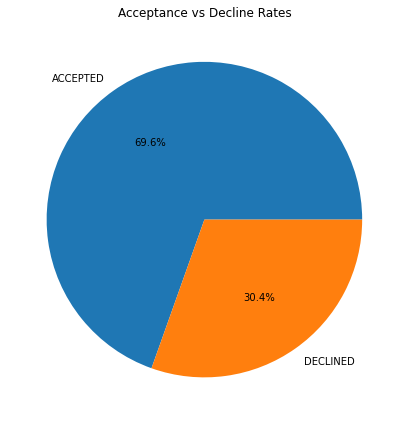 Acceptance vs Decline Rates
ACCEPTED
69.6%
30.4%
DECLINED